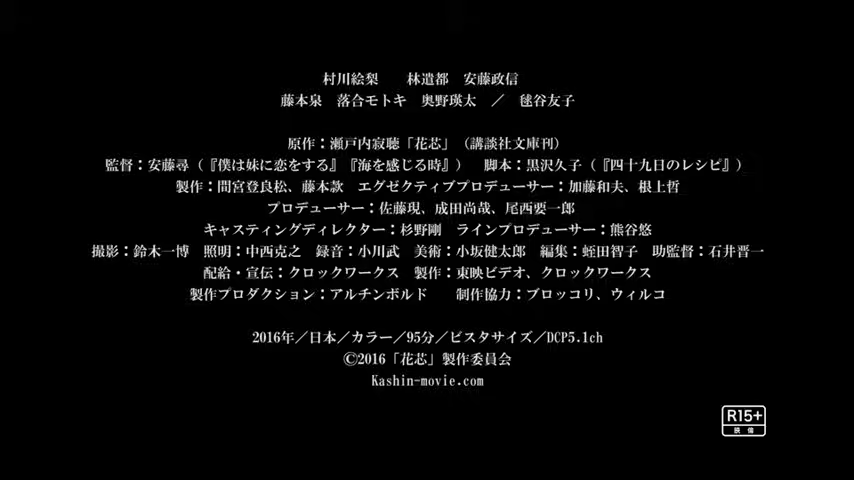 村川絵梨　　林遣都　安藤政信
藤本泉　落合モトキ　奥野瑛太　／　毬谷友子
原作：瀬戸内寂聴「花芯」（講談社文庫刊）
監督：安藤尋（『僕は妹に恋をする』『海を感じる時』）　脚本：黒沢久子（『四十九日のレシピ』）
製作：間宮登良松、藤本款　エグゼクティブプロデューサー：加藤和夫、根上哲
プロデューサー：佐藤現、成田尚哉、尾西要一郎
キャスティングディレクター：杉野剛　ラインプロデューサー：熊谷悠
撮影：鈴木一博　照明：中西克之　録音：小川武　美術：小坂健太郎　編集：蛭田智子　助監督：石井晋一
配給・宣伝：クロックワークス　製作：東映ビデオ、クロックワークス
製作プロダクション：アルチンボルド　　制作協力：ブロッコリ、ウィルコ
2016年／日本／カラー／95分／ビスタサイズ／DCP5.1ch
©2016「花芯」製作委員会
Kashin-movie.com
R15+
映倫